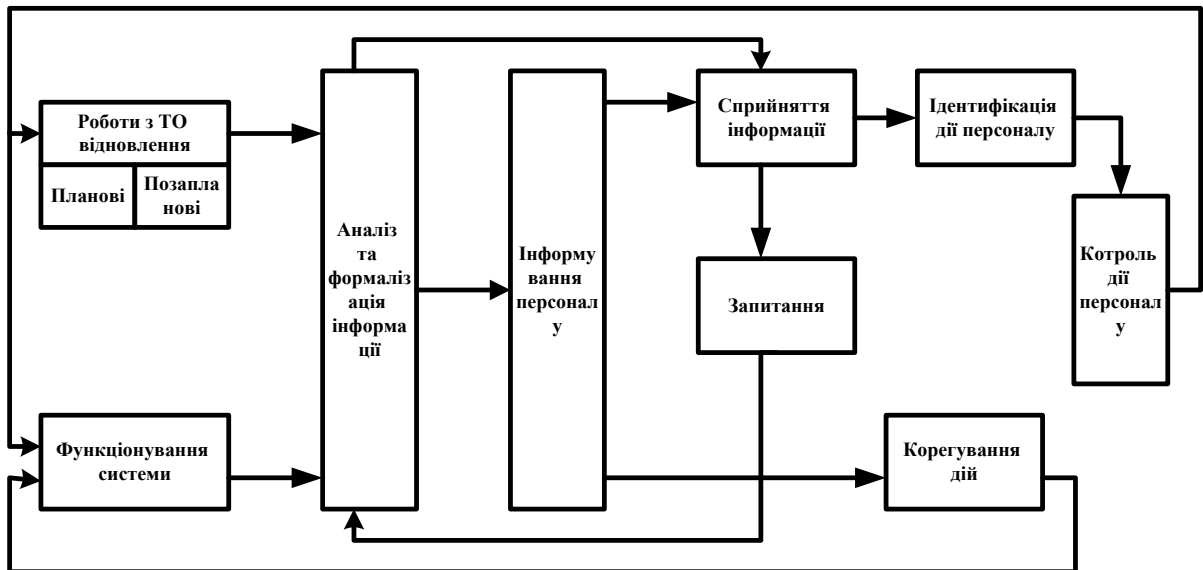 Роботи з ТО
відновлення
Планові
Позапла
нові
Функціонування
системи
Аналіз
та
формаліз
ація
інформа
ції
Інформу
вання
персонал
у
Сприйняття
інформації
Запитання
Ідентифікація
дії персоналу
Котроль
дії
персонал
у
Корегування
дій